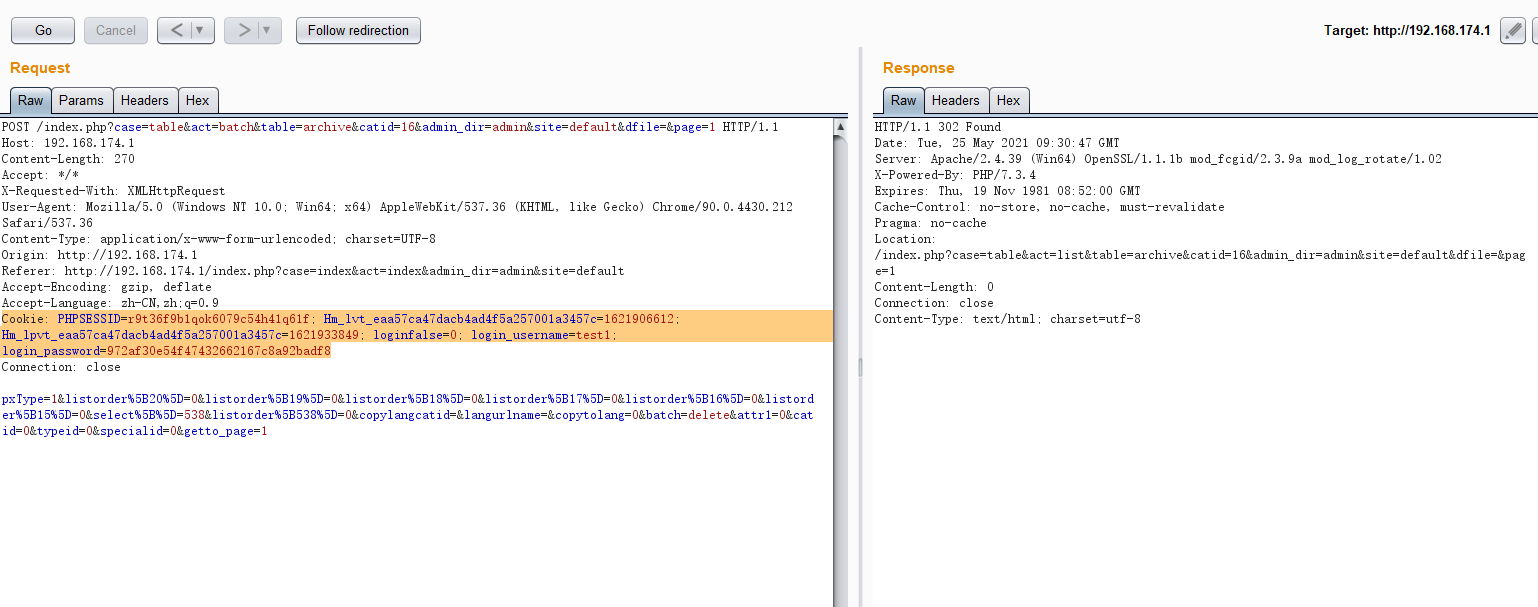 Go Cancel < ▼ > ▼ Follow redirection Target: http://192.168.174.1
Request
Raw Params Headers Hex
POST /index.php?case=table&act=batch&table=archive&catid=16&admin_dir=admin&site=default&dfile=&page=1 HTTP/1.1
Host: 192.168.174.1
Content-Length: 270
Accept: */*
X-Requested-With: XMLHttpRequest
User-Agent: Mozilla/5.0 (Windows NT 10.0; Win64; x64) AppleWebKit/537.36 (KHTML, like Gecko) Chrome/90.0.4430.212
Safari/537.36
Content-Type: application/x-www-form-urlencoded; charset=UTF-8
Origin: http://192.168.174.1
Referer: http://192.168.174.1/index.php?case=index&act=index&admin_dir=admin&site=default
Accept-Encoding: gzip, deflate
Accept-Language: zh-CN,zh;q=0.9
Cookie: PHPSESSID=r9t36f9b1qok6079c54h41q61f; Hm_lvt_eaa57ca47dacb4ad4f5a257001a3457c=1621906612;
Hm_lpvt_eaa57ca47dacb4ad4f5a257001a3457c=1621933849; loginfalse=0; login_username=test1;
login_password=972af30e54f47432662167c8a92badf8
Connection: close
pxType=1&listorder%5B20%5D=0&listorder%5B19%5D=0&listorder%5B18%5D=0&listorder%5B17%5D=0&listorder%5B16%5D=0&listord
er%5B15%5D=0&select%5B%5D=538&listorder%5B538%5D=0&copylangcatid=&langurlname=&copytolang=0&batch=delete&attr1=0&cat
id=0&typeid=0&specialid=0&getto_page=1
Response
Raw Headers Hex
HTTP/1.1 302 Found
Date: Tue, 25 May 2021 09:30:47 GMT
Server: Apache/2.4.39 (Win64) OpenSSL/1.1.1b mod_fcgid/2.3.9a mod_log_rotate/1.02
X-Powered-By: PHP/7.3.4
Expires: Thu, 19 Nov 1981 08:52:00 GMT
Cache-Control: no-store, no-cache, must-revalidate
Pragma: no-cache
Location:
/index.php?case=table&act=list&table=archive&catid=16&admin_dir=admin&site=default&dfile=&pag
e=1
Content-Length: 0
Connection: close
Content-Type: text/html; charset=utf-8